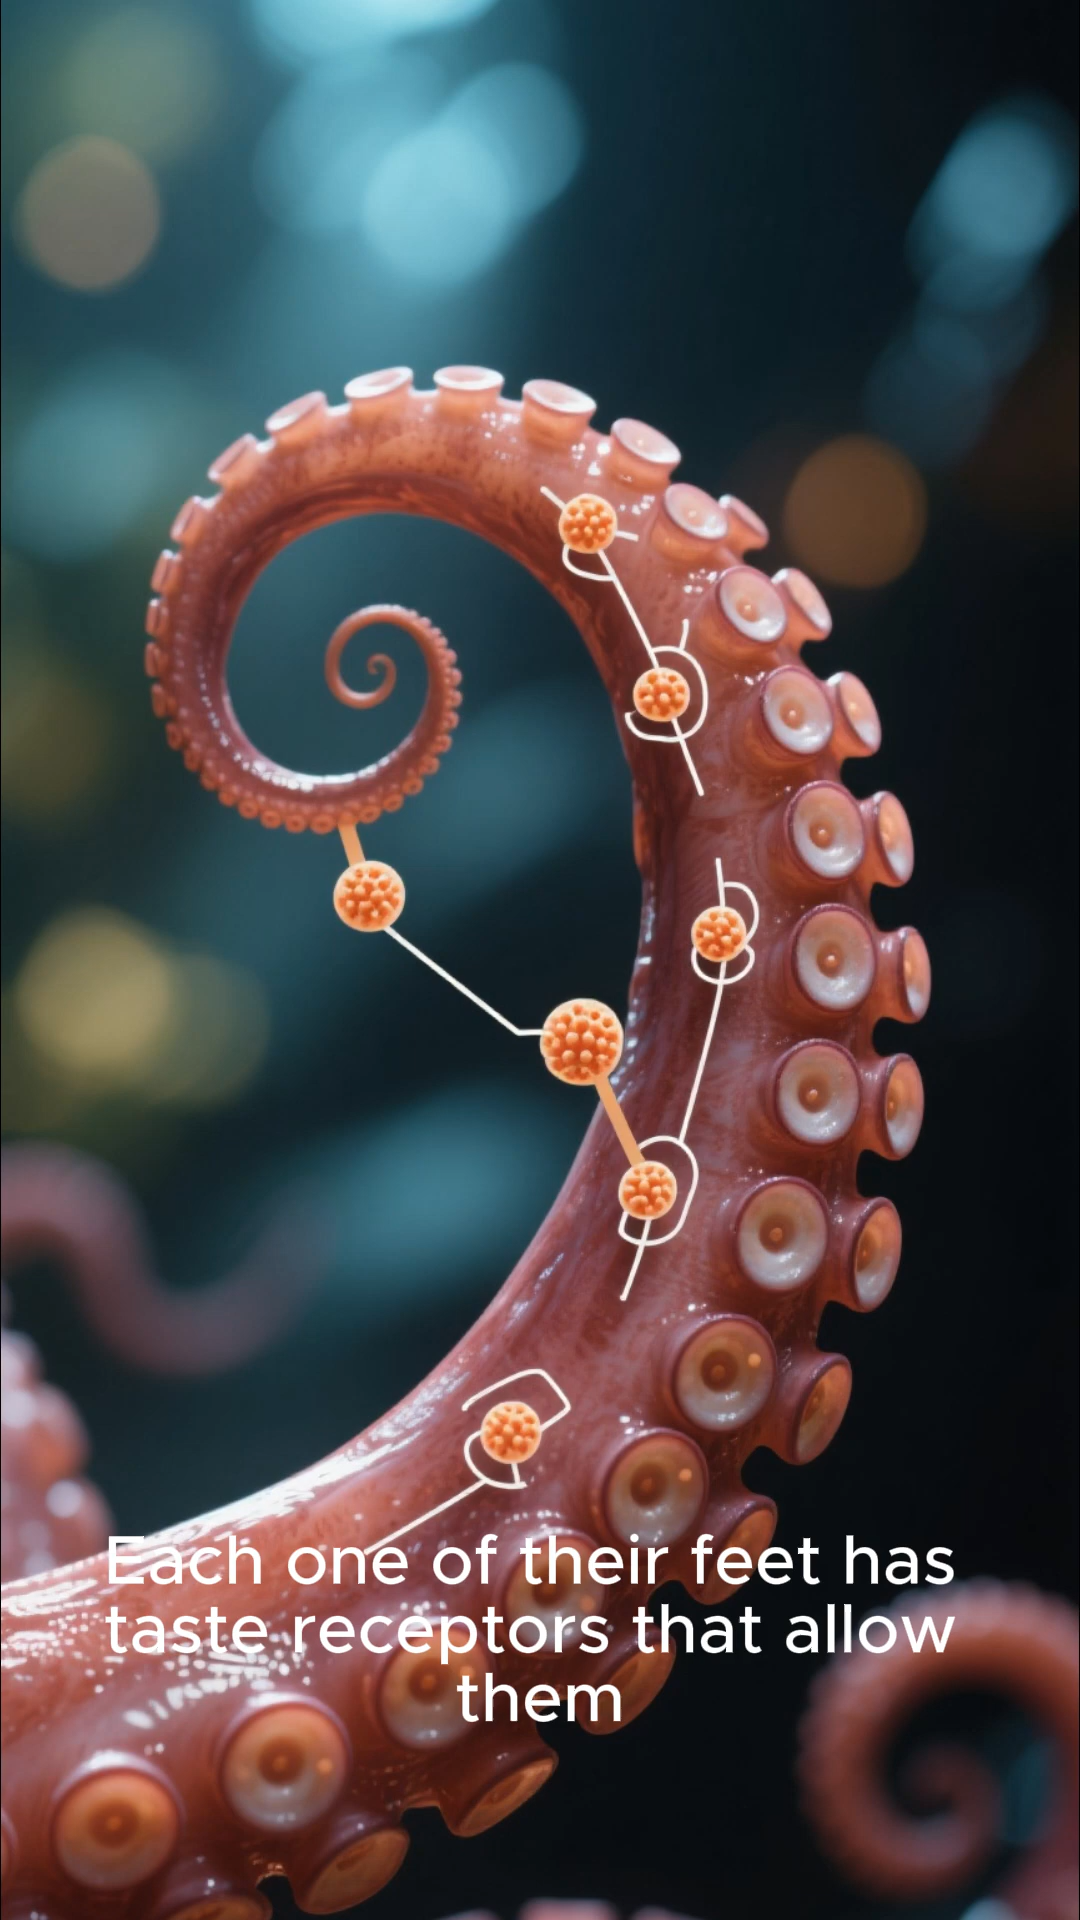 Each one of their feet has
taste receptors that allow
them